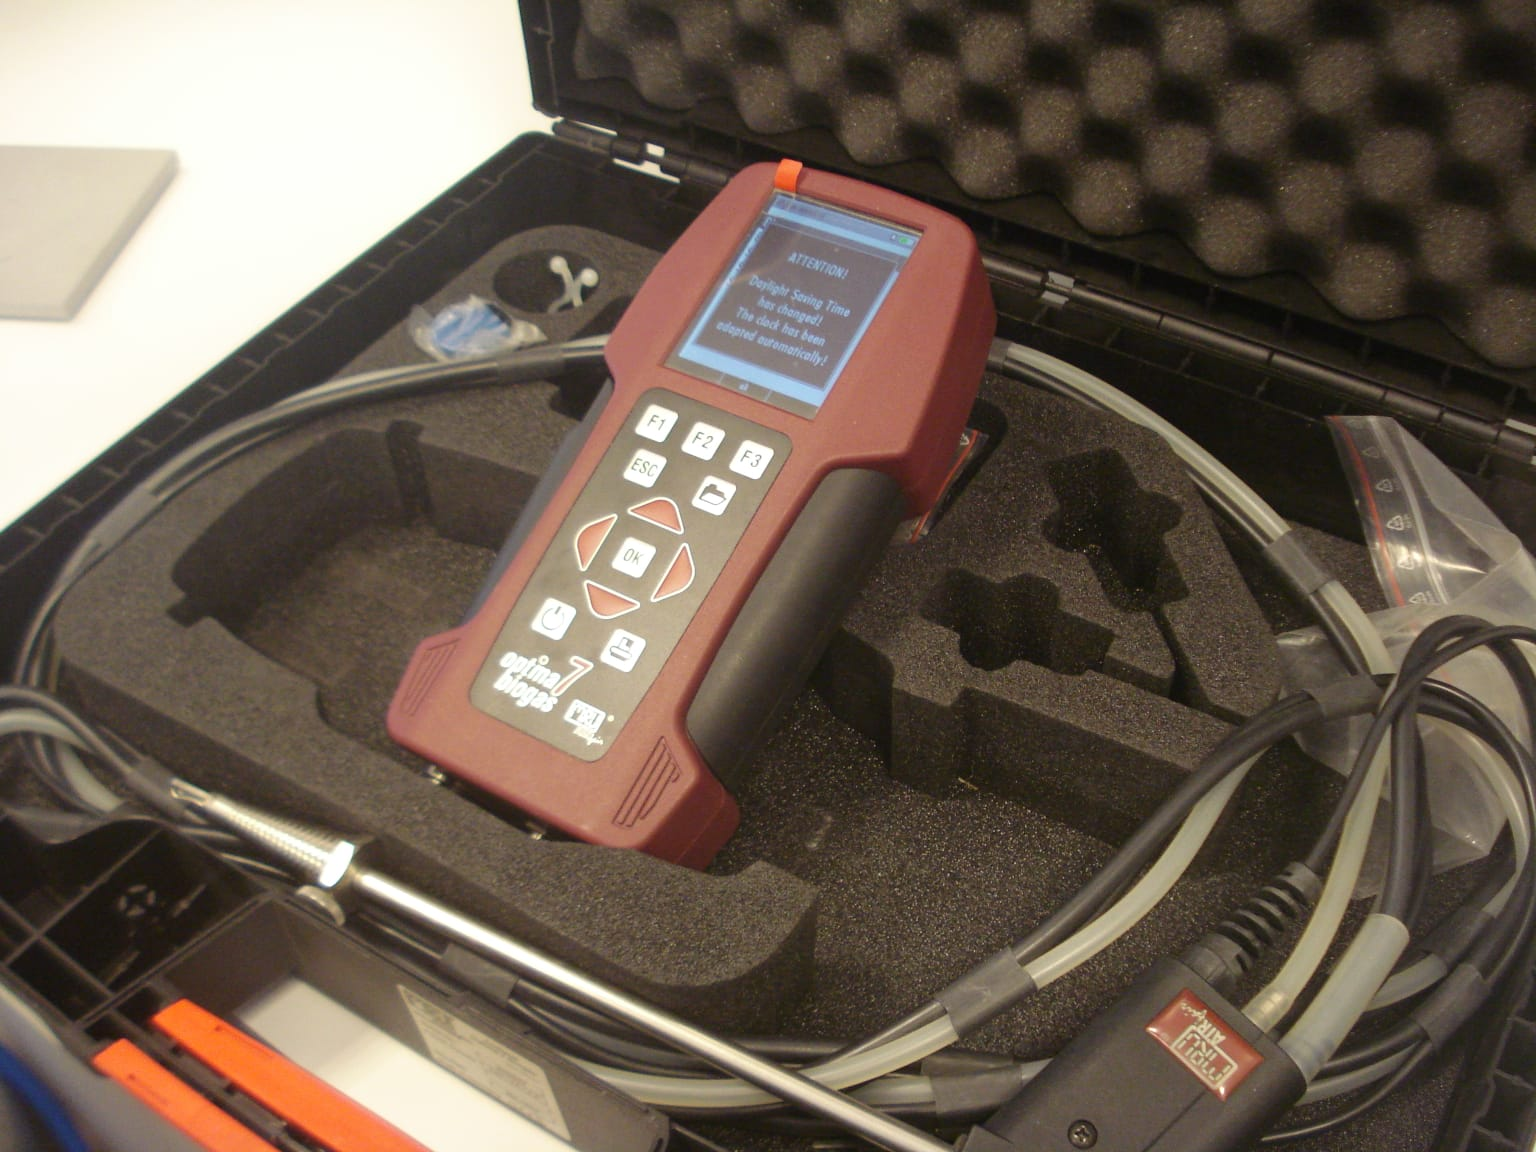 ATTENTION!
Daylight Saving Time
has changed!
The clock has been
adapted automatically!
F1
F2
F3
ESC
OK
optima 7
biogas
MRU
MRU
AIR